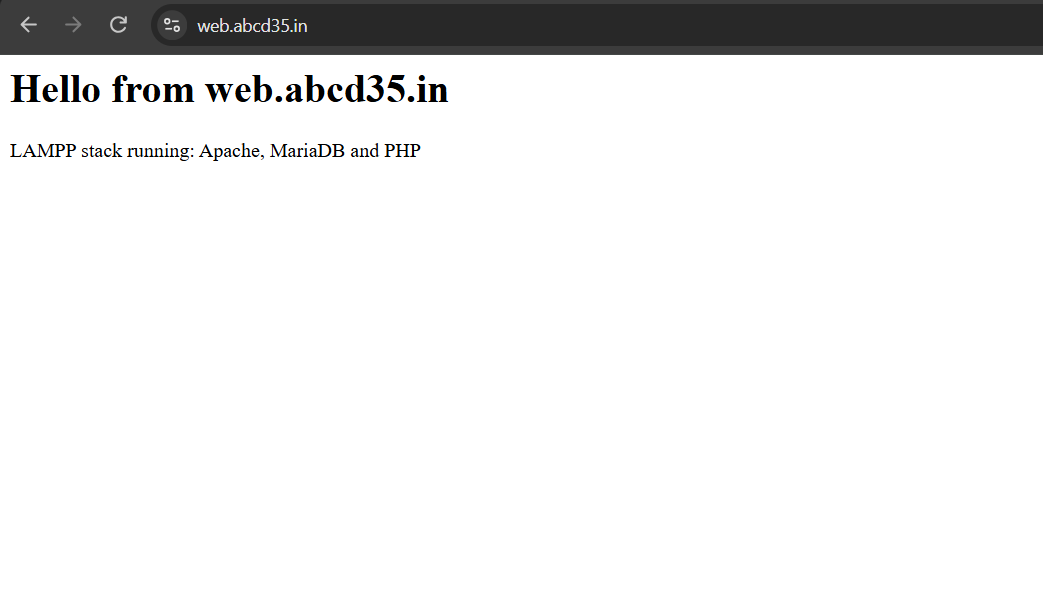 web.abcd35.in
Hello from web.abcd35.in
LAMPP stack running: Apache, MariaDB and PHP